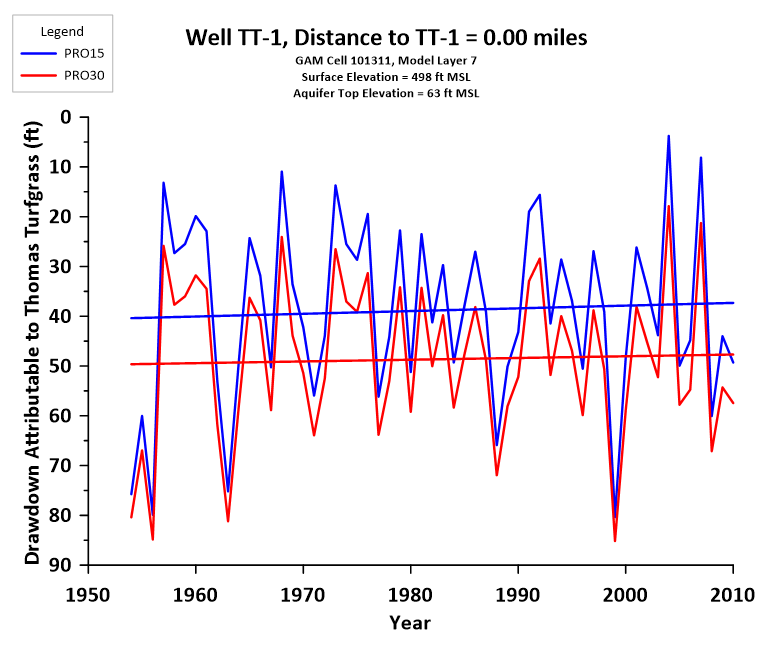 Legend
PRO15
PRO30
Well TT-1, Distance to TT-1 = 0.00 miles
GAM Cell 101311, Model Layer 7
Surface Elevation = 498 ft MSL
Aquifer Top Elevation = 63 ft MSL
Drawdown Attributable to Thomas Turfgrass (ft)
0
10
20
30
40
50
60
70
80
90
1950 1960 1970 1980 1990 2000 2010
Year